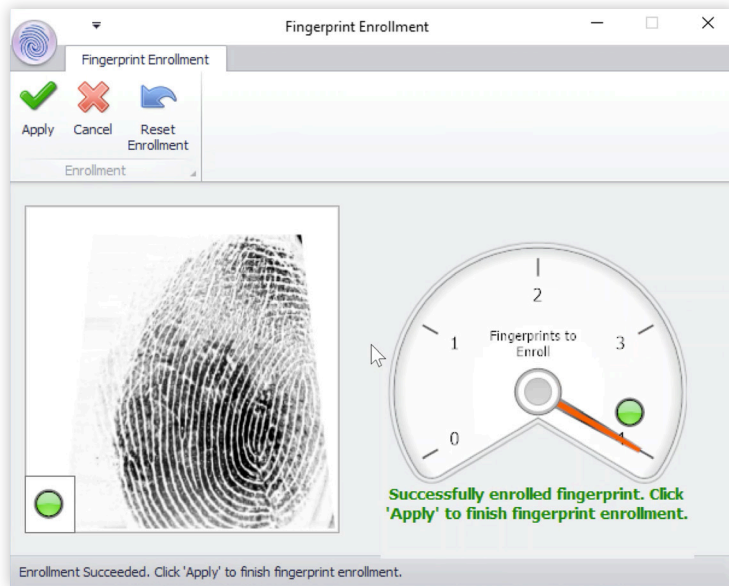 Fingerprint Enrollment
Fingerprint Enrollment
Apply
Cancel
Reset
Enrollment
Enrollment
2
1
3
Fingerprints to
Enroll
0
4
Successfully enrolled fingerprint. Click
'Apply' to finish fingerprint enrollment.
Enrollment Succeeded. Click 'Apply' to finish fingerprint enrollment.